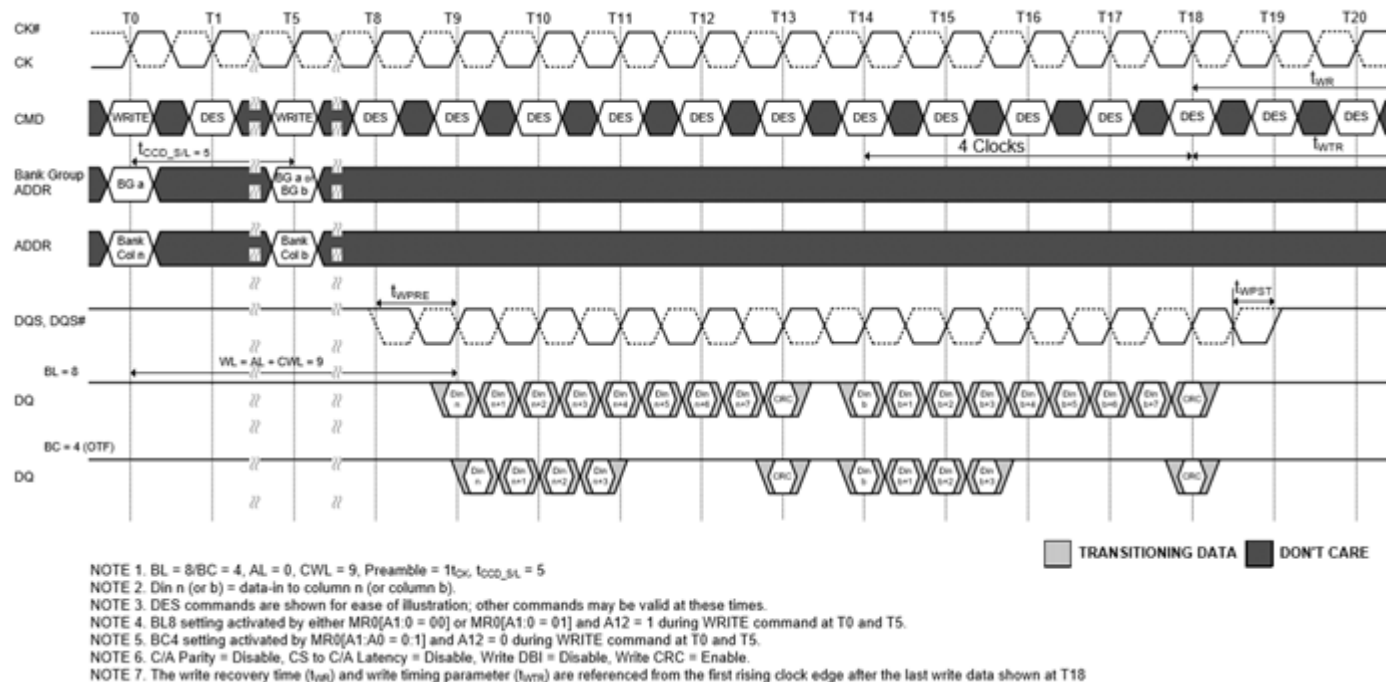 T0 T1 T5 T8 T9 T10 T11 T12 T13 T14 T15 T16 T17 T18 T19 T20
CK#
CK
tWR
CMD WRITE DES WRITE DES DES DES DES DES DES DES DES DES DES DES DES DES
tCCD_S/L = 5
4 Clocks
tWTR
Bank Group
ADDR
BG a
BG a or
BG b
ADDR
Bank
Col n
Bank
Col b
tWPRE
tWPST
DQS, DQS#
WL = AL + CWL = 9
BL = 8
DQ
Din n Din n+1 Din n+2 Din n+3 Din n+4 Din n+5 Din n+6 Din n+7 CRC Din b Din b+1 Din b+2 Din b+3 Din b+4 Din b+5 Din b+6 Din b+7 CRC
BC = 4 (OTF)
DQ
Din n Din n+1 Din n+2 Din n+3 CRC Din b Din b+1 Din b+2 Din b+3 CRC
TRANSITIONING DATA DON'T CARE
NOTE 1. BL = 8/BC = 4, AL = 0, CWL = 9, Preamble = 1tCK, tCCD_S/L = 5
NOTE 2. Din n (or b) = data-in to column n (or column b).
NOTE 3. DES commands are shown for ease of illustration; other commands may be valid at these times.
NOTE 4. BL8 setting activated by either MR0[A1:0 = 00] or MR0[A1:0 = 01] and A12 = 1 during WRITE command at T0 and T5.
NOTE 5. BC4 setting activated by MR0[A1:A0 = 0:1] and A12 = 0 during WRITE command at T0 and T5.
NOTE 6. C/A Parity = Disable, CS to C/A Latency = Disable, Write DBI = Disable, Write CRC = Enable.
NOTE 7. The write recovery time (tWR) and write timing parameter (tWTR) are referenced from the first rising clock edge after the last write data shown at T18